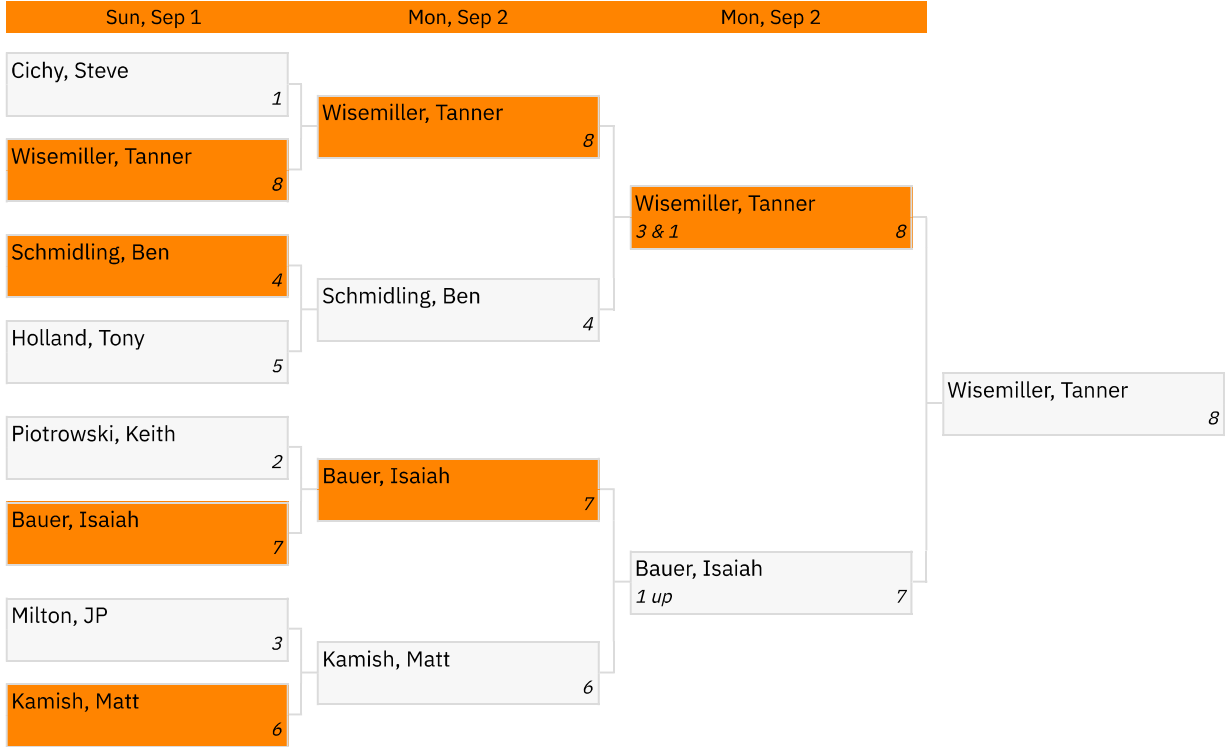 Sun, Sep 1
Mon, Sep 2
Mon, Sep 2
Cichy, Steve
1
Wisemiller, Tanner
8
Schmidling, Ben
4
Holland, Tony
5
Piotrowski, Keith
2
Bauer, Isaiah
7
Milton, JP
3
Kamish, Matt
6
Wisemiller, Tanner
8
Schmidling, Ben
4
Bauer, Isaiah
7
Kamish, Matt
6
Wisemiller, Tanner
3 & 1 8
Bauer, Isaiah
1 up 7
Wisemiller, Tanner
8